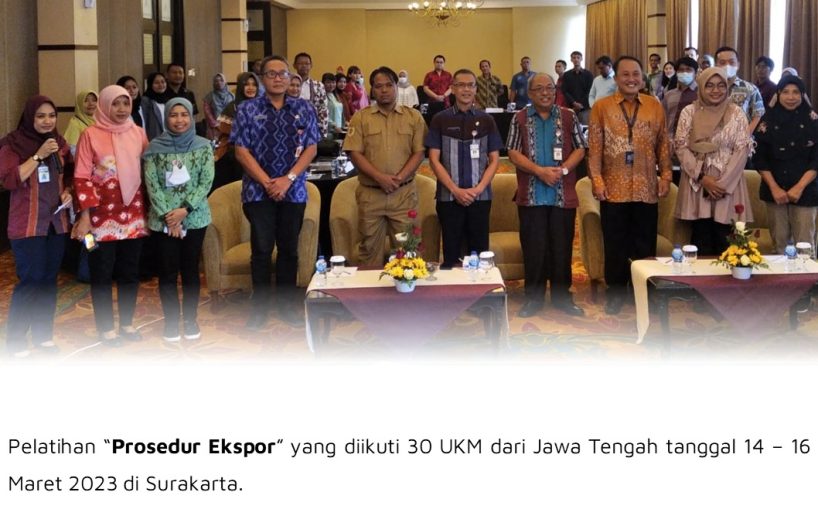 Pelatihan “Prosedur Ekspor” yang diikuti 30 UKM dari Jawa Tengah tanggal 14 – 16
Maret 2023 di Surakarta.